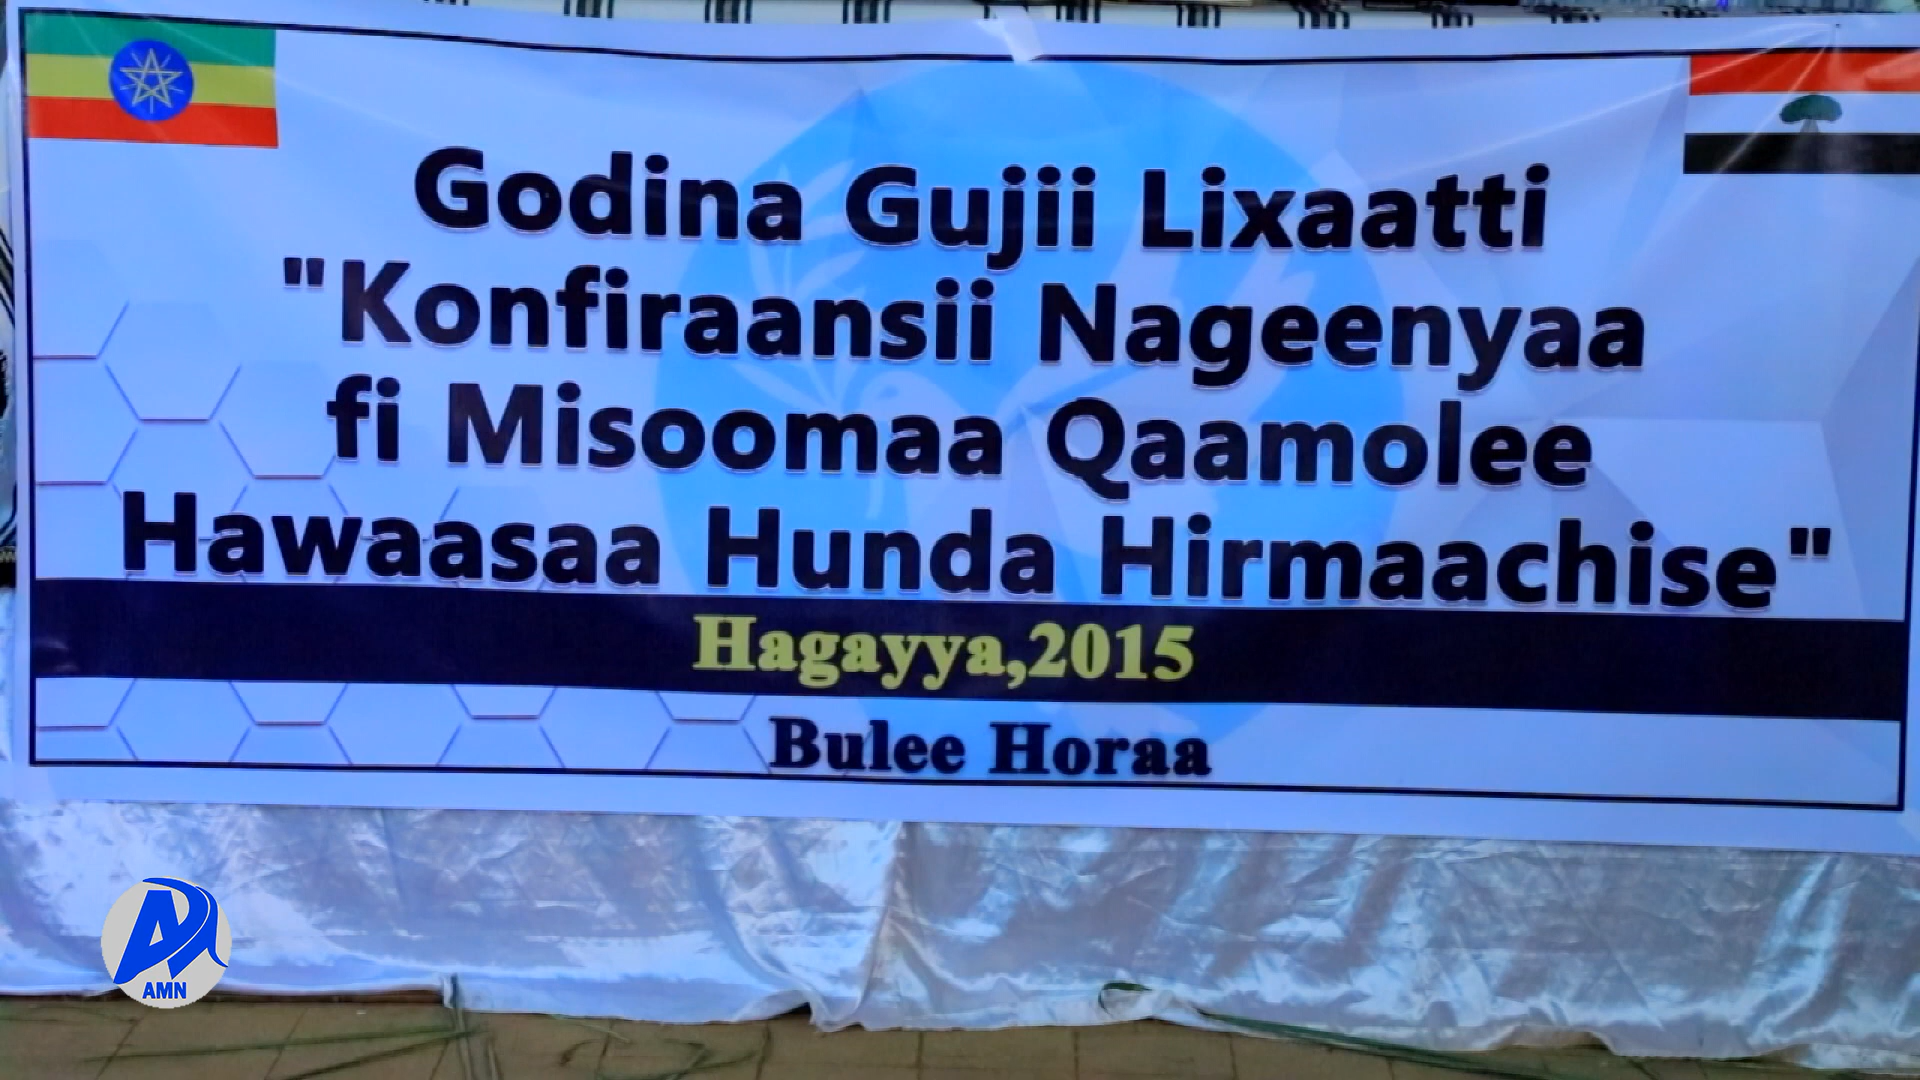 Godina Gujii Lixaatti
"Konfiraansii Nageenyaa
fi Misoomaa Qaamolee
Hawaasaa Hunda Hirmaachise"
Hagayya,2015
Bulee Horaa
AMN